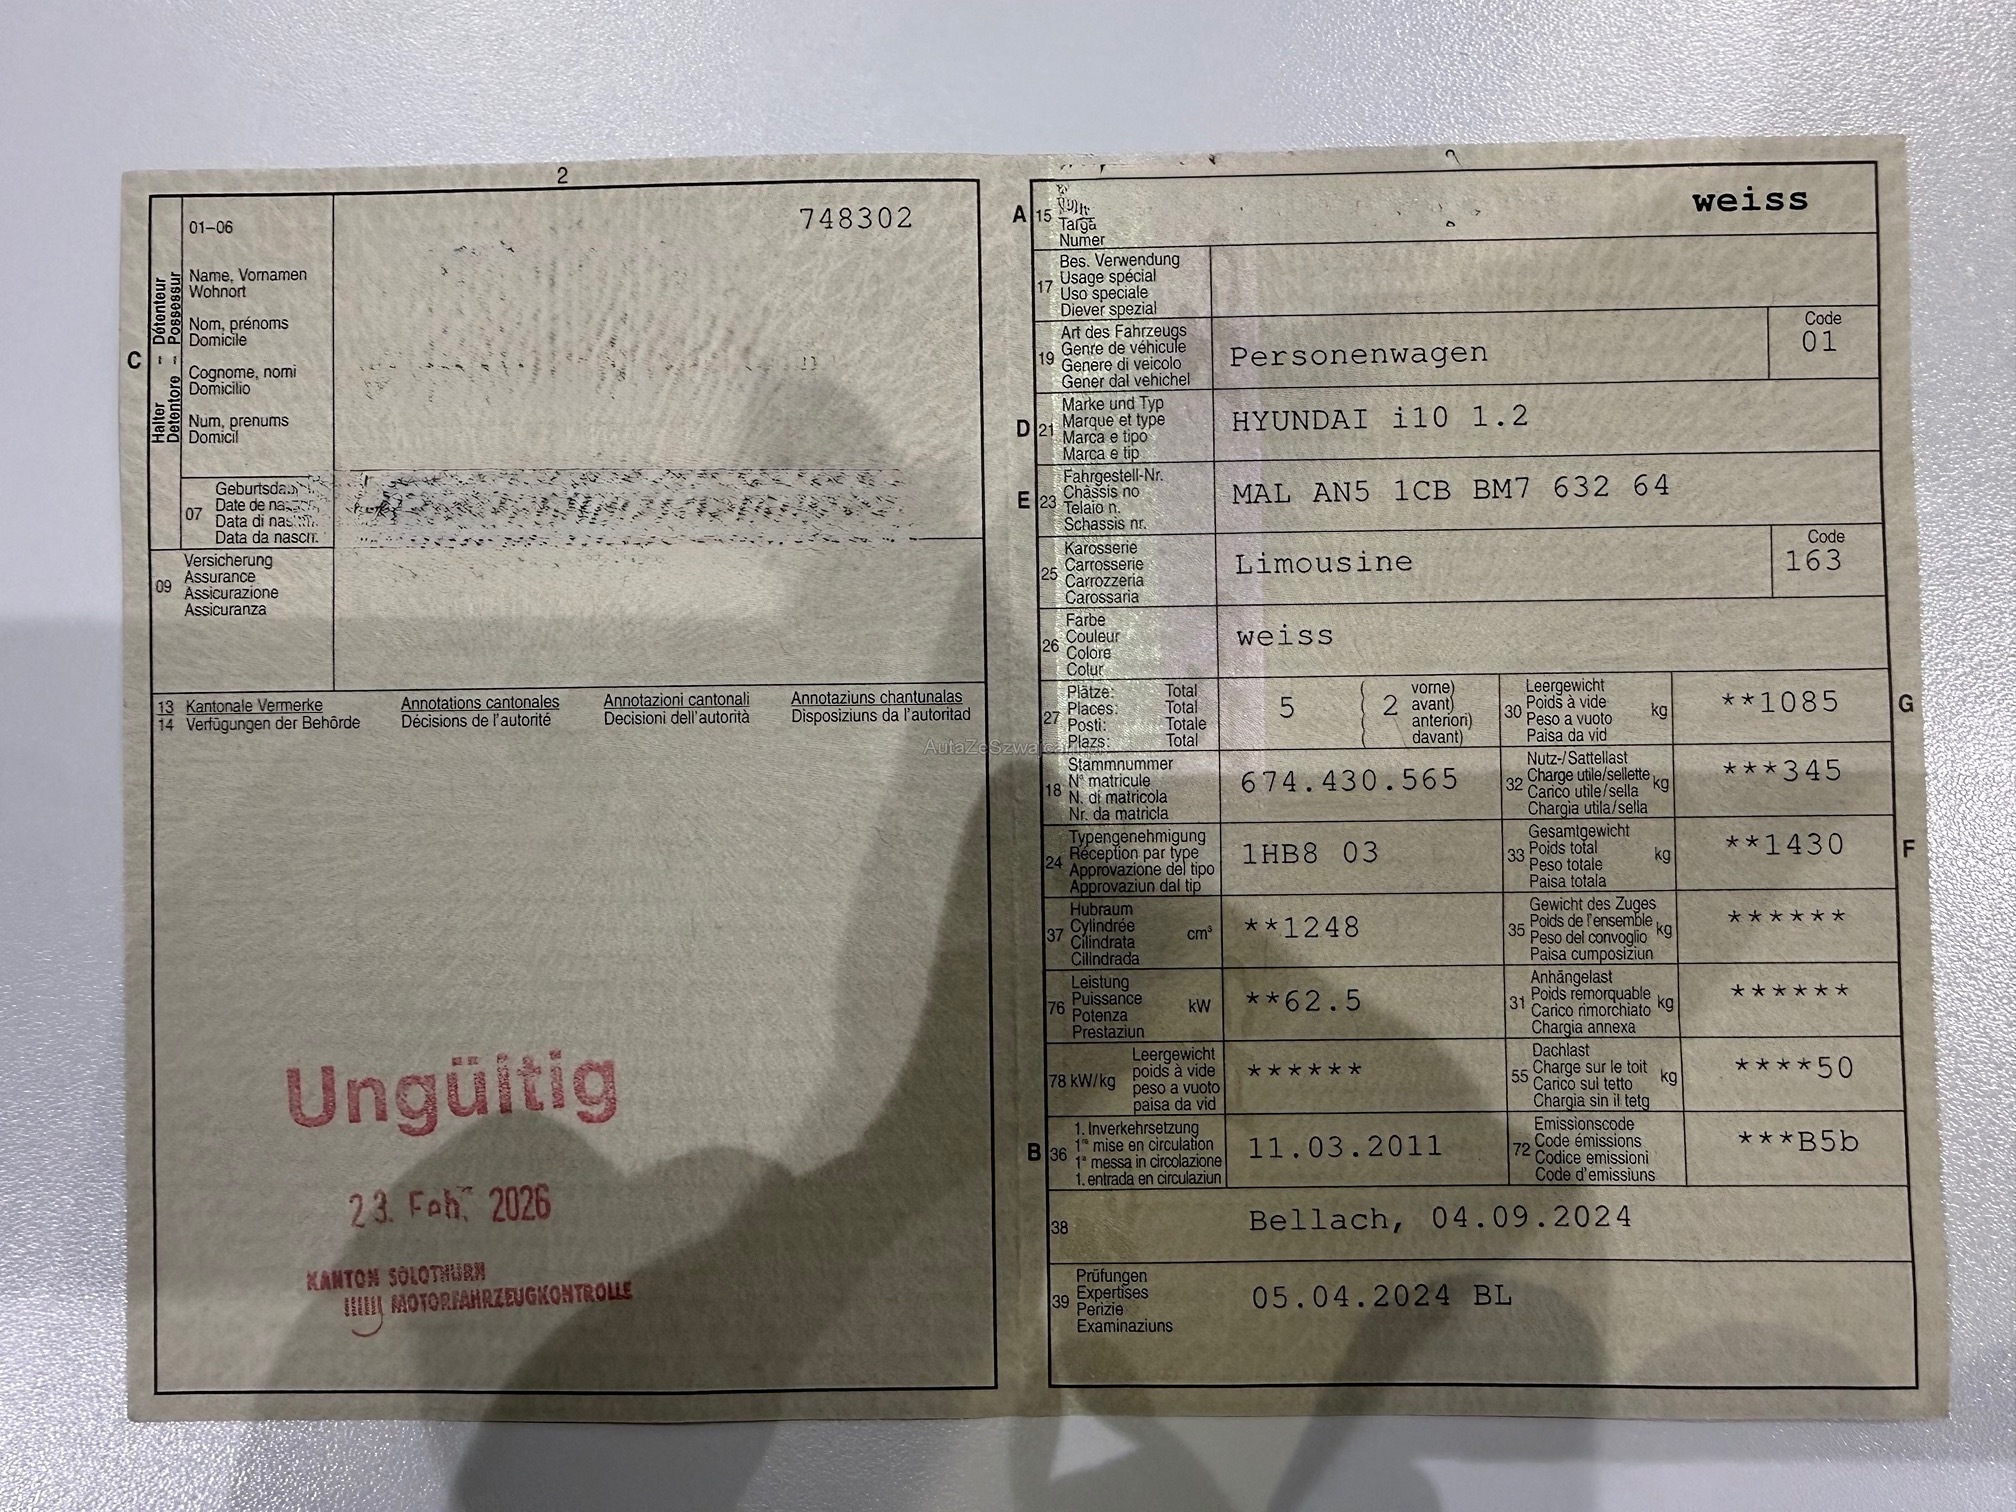 2
01–06
748302
Halter – Détenteur
Detentore – Possessur
C
Name, Vornamen
Wohnort
Nom, prénoms
Domicile
Cognome, nomi
Domicilio
Num, prenums
Domicil
07
Date de
Data di
Data da nascn.
09
Versicherung
Assurance
Assicurazione
Assicuranza
13 Kantonale Vermerke Annotations cantonales Annotazioni cantonali Annotaziuns chantunalas
14 Verfügungen der Behörde Décisions de l'autorité Decisioni dell'autorità Disposiziuns da l'autoritad
Ungültig
23. Feb. 2026
KANTON SOLOTHURN
MOTORFAHRZEUGKONTROLLE
A 15
Targa
Numer
weiss
17
Bes. Verwendung
Usage spécial
Uso speciale
Diever spezial
19
Art des Fahrzeugs
Genre de véhicule
Genere di veicolo
Gener dal vehichel
Personenwagen
Code
01
D 21
Marke und Typ
Marque et type
Marca e tipo
Marca e tip
HYUNDAI i10 1.2
E 23
Fahrgestell-Nr.
Châssis no
Telaio n.
Schassis nr.
MAL AN5 1CB BM7 632 64
25
Karosserie
Carrosserie
Carrozzeria
Carossaria
Limousine
Code
163
26
Farbe
Couleur
Colore
Colur
weiss
27
Plätze: Total
Places: Total
Posti: Totale
Plazs: Total
5
( 2 vorne)
( avant)
( anteriori)
( davant)
30
Leergewicht
Poids à vide
Peso a vuoto
Paisa da vid
kg
**1085
G
18
Stammnummer
N° matricule
N. di matricola
Nr. da matricla
674.430.565
32
Nutz-/Sattellast
Charge utile/sellette
Carico utile/sella
Chargia utila/sella
kg
***345
24
Typengenehmigung
Réception par type
Approvazione del tipo
Approvaziun dal tip
1HB8 03
33
Gesamtgewicht
Poids total
Peso totale
Paisa totala
kg
**1430
F
37
Hubraum
Cylindrée
Cilindrata
Cilindrada
cm³
**1248
35
Gewicht des Zuges
Poids de l'ensemble
Peso del convoglio
Paisa cumposiziun
kg
******
76
Leistung
Puissance
Potenza
Prestaziun
kW
**62.5
31
Anhängelast
Poids remorquable
Carico rimorchiato
Chargia annexa
kg
******
78 kW/kg
Leergewicht
poids à vide
peso a vuoto
paisa da vid
******
55
Dachlast
Charge sur le toit
Carico sul tetto
Chargia sin il tetg
kg
****50
B 36
1. Inverkehrsetzung
1re mise en circulation
1a messa in circolazione
1. entrada en circulaziun
11.03.2011
72
Emissionscode
Code émissions
Codice emissioni
Code d'emissiuns
***B5b
38
Bellach, 04.09.2024
39
Prüfungen
Expertises
Perizie
Examinaziuns
05.04.2024 BL